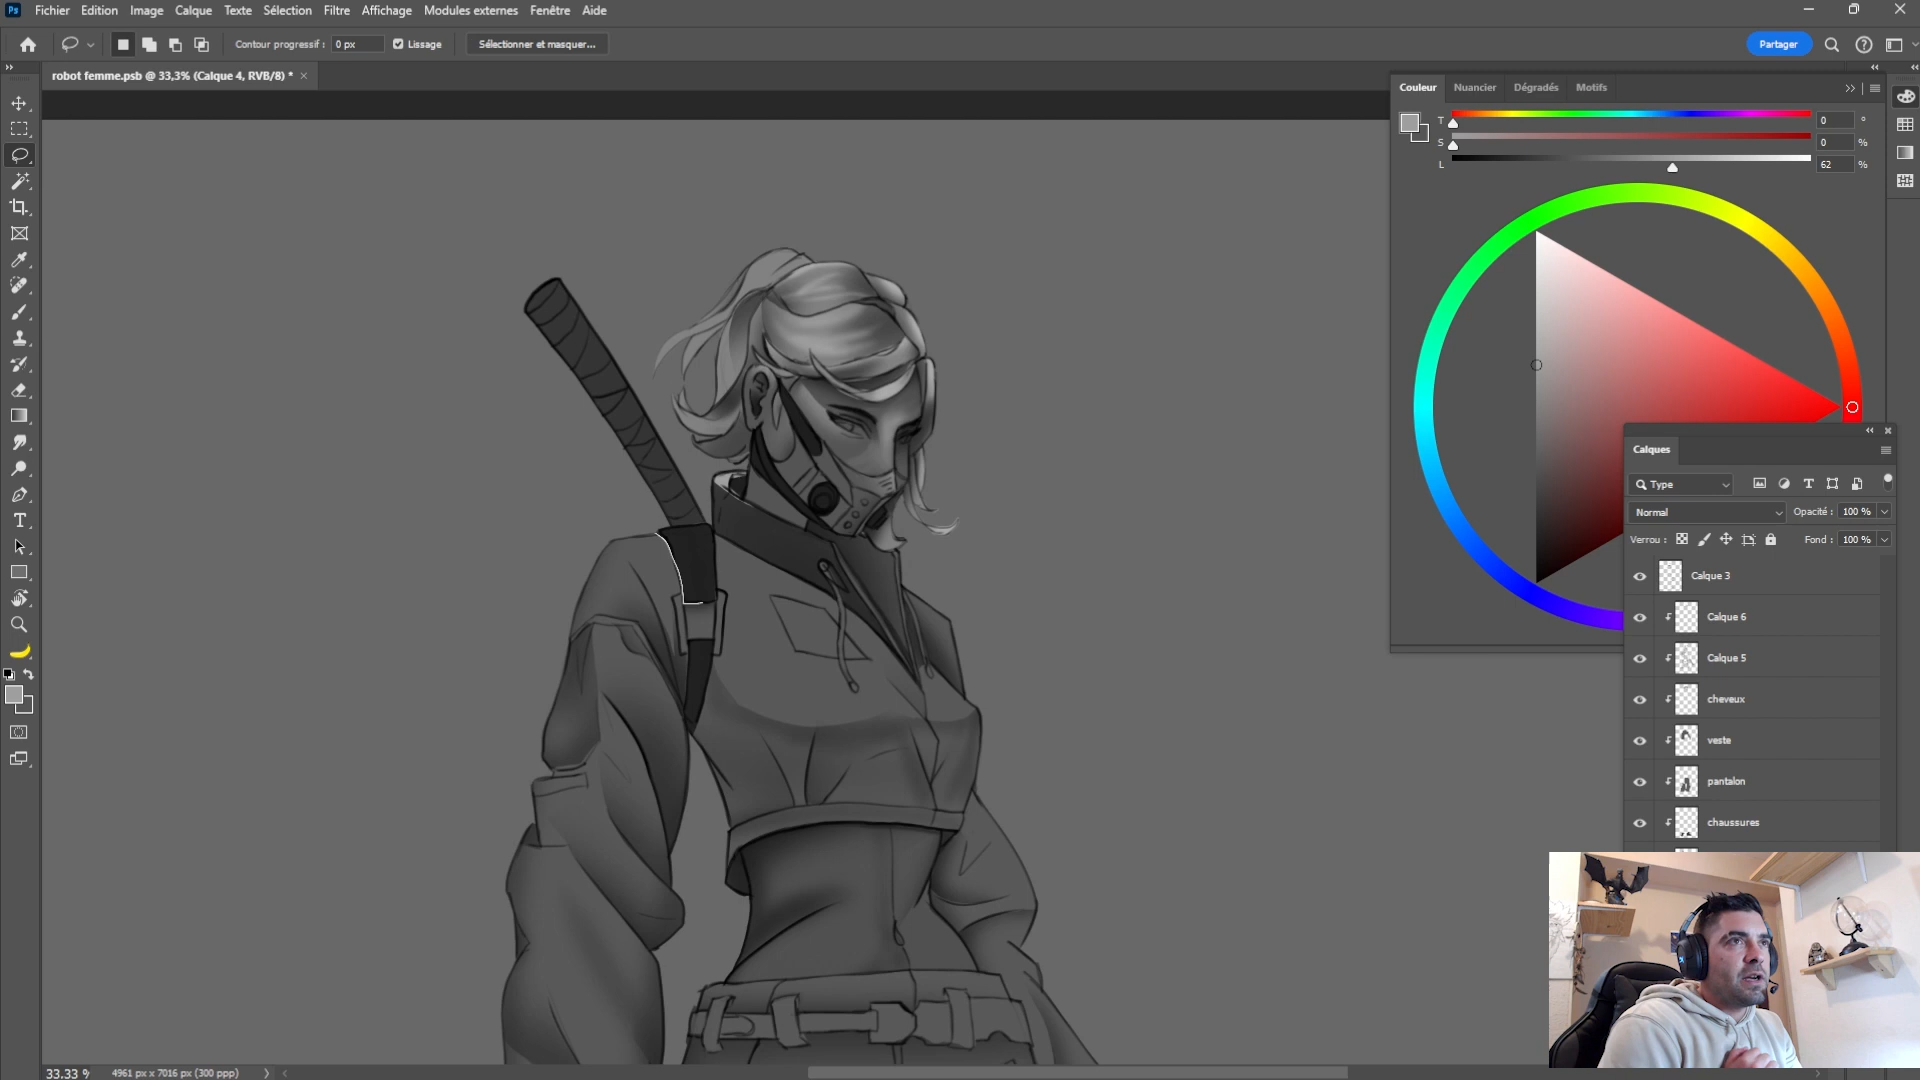 Ps Fichier Edition Image Calque Texte Sélection Filtre Affichage Modules externes Fenêtre Aide
Contour progressif : 0 px Lissage Sélectionner et masquer... Partager
robot femme.psb @ 33,3% (Calque 4, RVB/8) *
Couleur Nuancier Dégradés Motifs
T 0 °
S 0 %
L 62 %
Calques
Type
Normal Opacité : 100 %
Verrou : Fond : 100 %
Calque 3
Calque 6
Calque 5
cheveux
veste
pantalon
chaussures
33.33 % 4961 px x 7016 px (300 ppp)